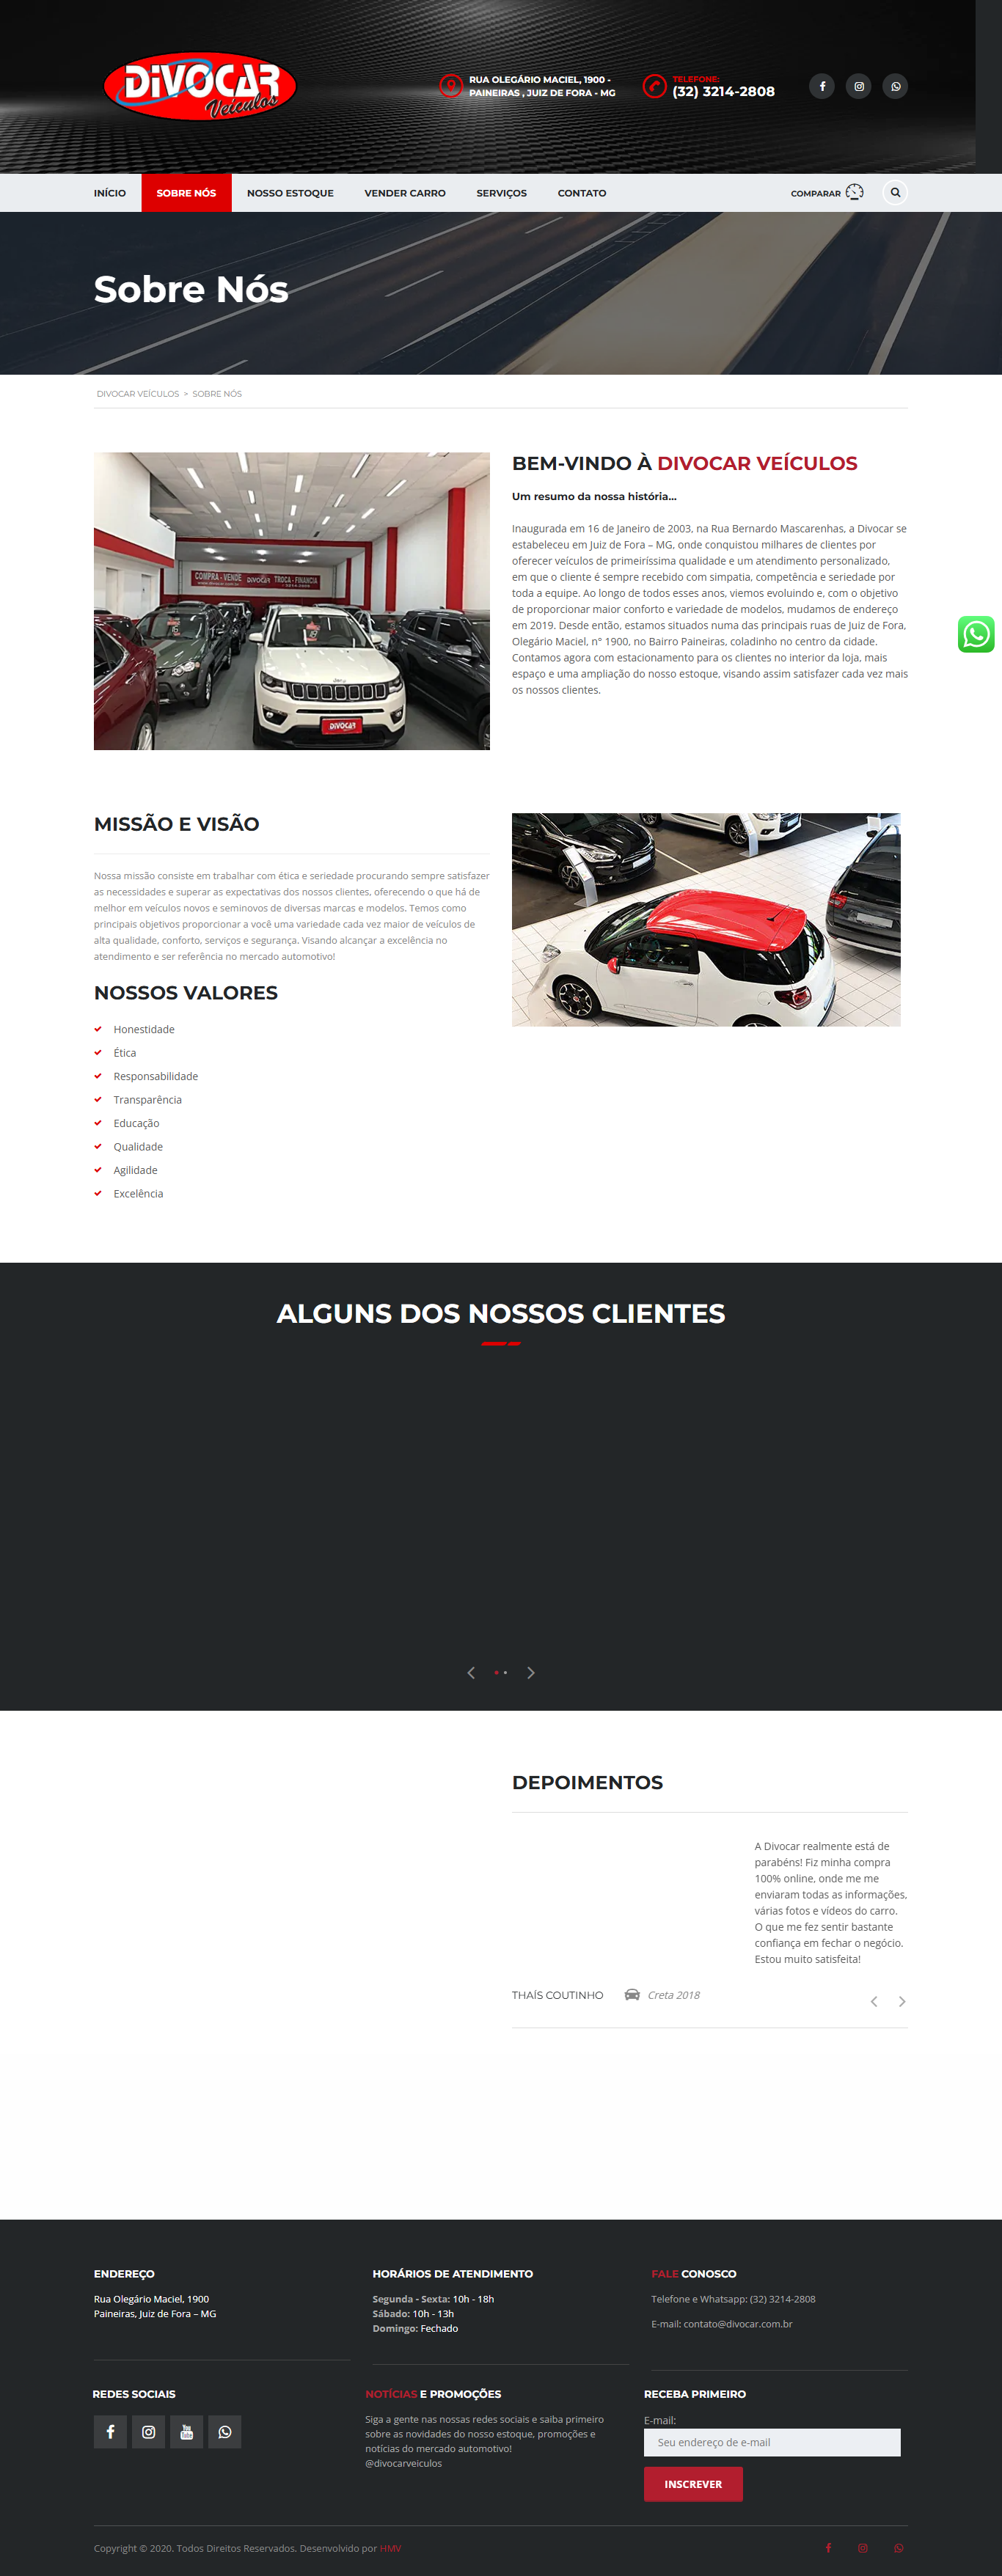 DiVOCAR
Veículos
RUA OLEGÁRIO MACIEL, 1900 -
PAINEIRAS , JUIZ DE FORA - MG
TELEFONE:
(32) 3214-2808
INÍCIO
SOBRE NÓS
NOSSO ESTOQUE
VENDER CARRO
SERVIÇOS
CONTATO
COMPARAR
Sobre Nós
DIVOCAR VEÍCULOS > SOBRE NÓS
COMPRA - VENDE DIVOCAR TROCA - FINANCIA
Jeep
DIVOCAR
BEM-VINDO À DIVOCAR VEÍCULOS
Um resumo da nossa história...
Inaugurada em 16 de Janeiro de 2003, na Rua Bernardo Mascarenhas, a Divocar se
estabeleceu em Juiz de Fora – MG, onde conquistou milhares de clientes por
oferecer veículos de primeiríssima qualidade e um atendimento personalizado,
em que o cliente é sempre recebido com simpatia, competência e seriedade por
toda a equipe. Ao longo de todos esses anos, viemos evoluindo e, com o objetivo
de proporcionar maior conforto e variedade de modelos, mudamos de endereço
em 2019. Desde então, estamos situados numa das principais ruas de Juiz de Fora,
Olegário Maciel, n° 1900, no Bairro Paineiras, coladinho no centro da cidade.
Contamos agora com estacionamento para os clientes no interior da loja, mais
espaço e uma ampliação do nosso estoque, visando assim satisfazer cada vez mais
os nossos clientes.
MISSÃO E VISÃO
Nossa missão consiste em trabalhar com ética e seriedade procurando sempre satisfazer
as necessidades e superar as expectativas dos nossos clientes, oferecendo o que há de
melhor em veículos novos e seminovos de diversas marcas e modelos. Temos como
principais objetivos proporcionar a você uma variedade cada vez maior de veículos de
alta qualidade, conforto, serviços e segurança. Visando alcançar a excelência no
atendimento e ser referência no mercado automotivo!
NOSSOS VALORES
Honestidade
Ética
Responsabilidade
Transparência
Educação
Qualidade
Agilidade
Excelência
ALGUNS DOS NOSSOS CLIENTES
DEPOIMENTOS
A Divocar realmente está de
parabéns! Fiz minha compra
100% online, onde me me
enviaram todas as informações,
várias fotos e vídeos do carro.
O que me fez sentir bastante
confiança em fechar o negócio.
Estou muito satisfeita!
THAÍS COUTINHO
Creta 2018
ENDEREÇO
Rua Olegário Maciel, 1900
Paineiras, Juiz de Fora – MG
HORÁRIOS DE ATENDIMENTO
Segunda - Sexta: 10h - 18h
Sábado: 10h - 13h
Domingo: Fechado
FALE CONOSCO
Telefone e Whatsapp: (32) 3214-2808
E-mail: contato@divocar.com.br
REDES SOCIAIS
NOTÍCIAS E PROMOÇÕES
Siga a gente nas nossas redes sociais e saiba primeiro
sobre as novidades do nosso estoque, promoções e
notícias do mercado automotivo!
@divocarveiculos
RECEBA PRIMEIRO
E-mail:
Seu endereço de e-mail
INSCREVER
Copyright © 2020. Todos Direitos Reservados. Desenvolvido por HMV